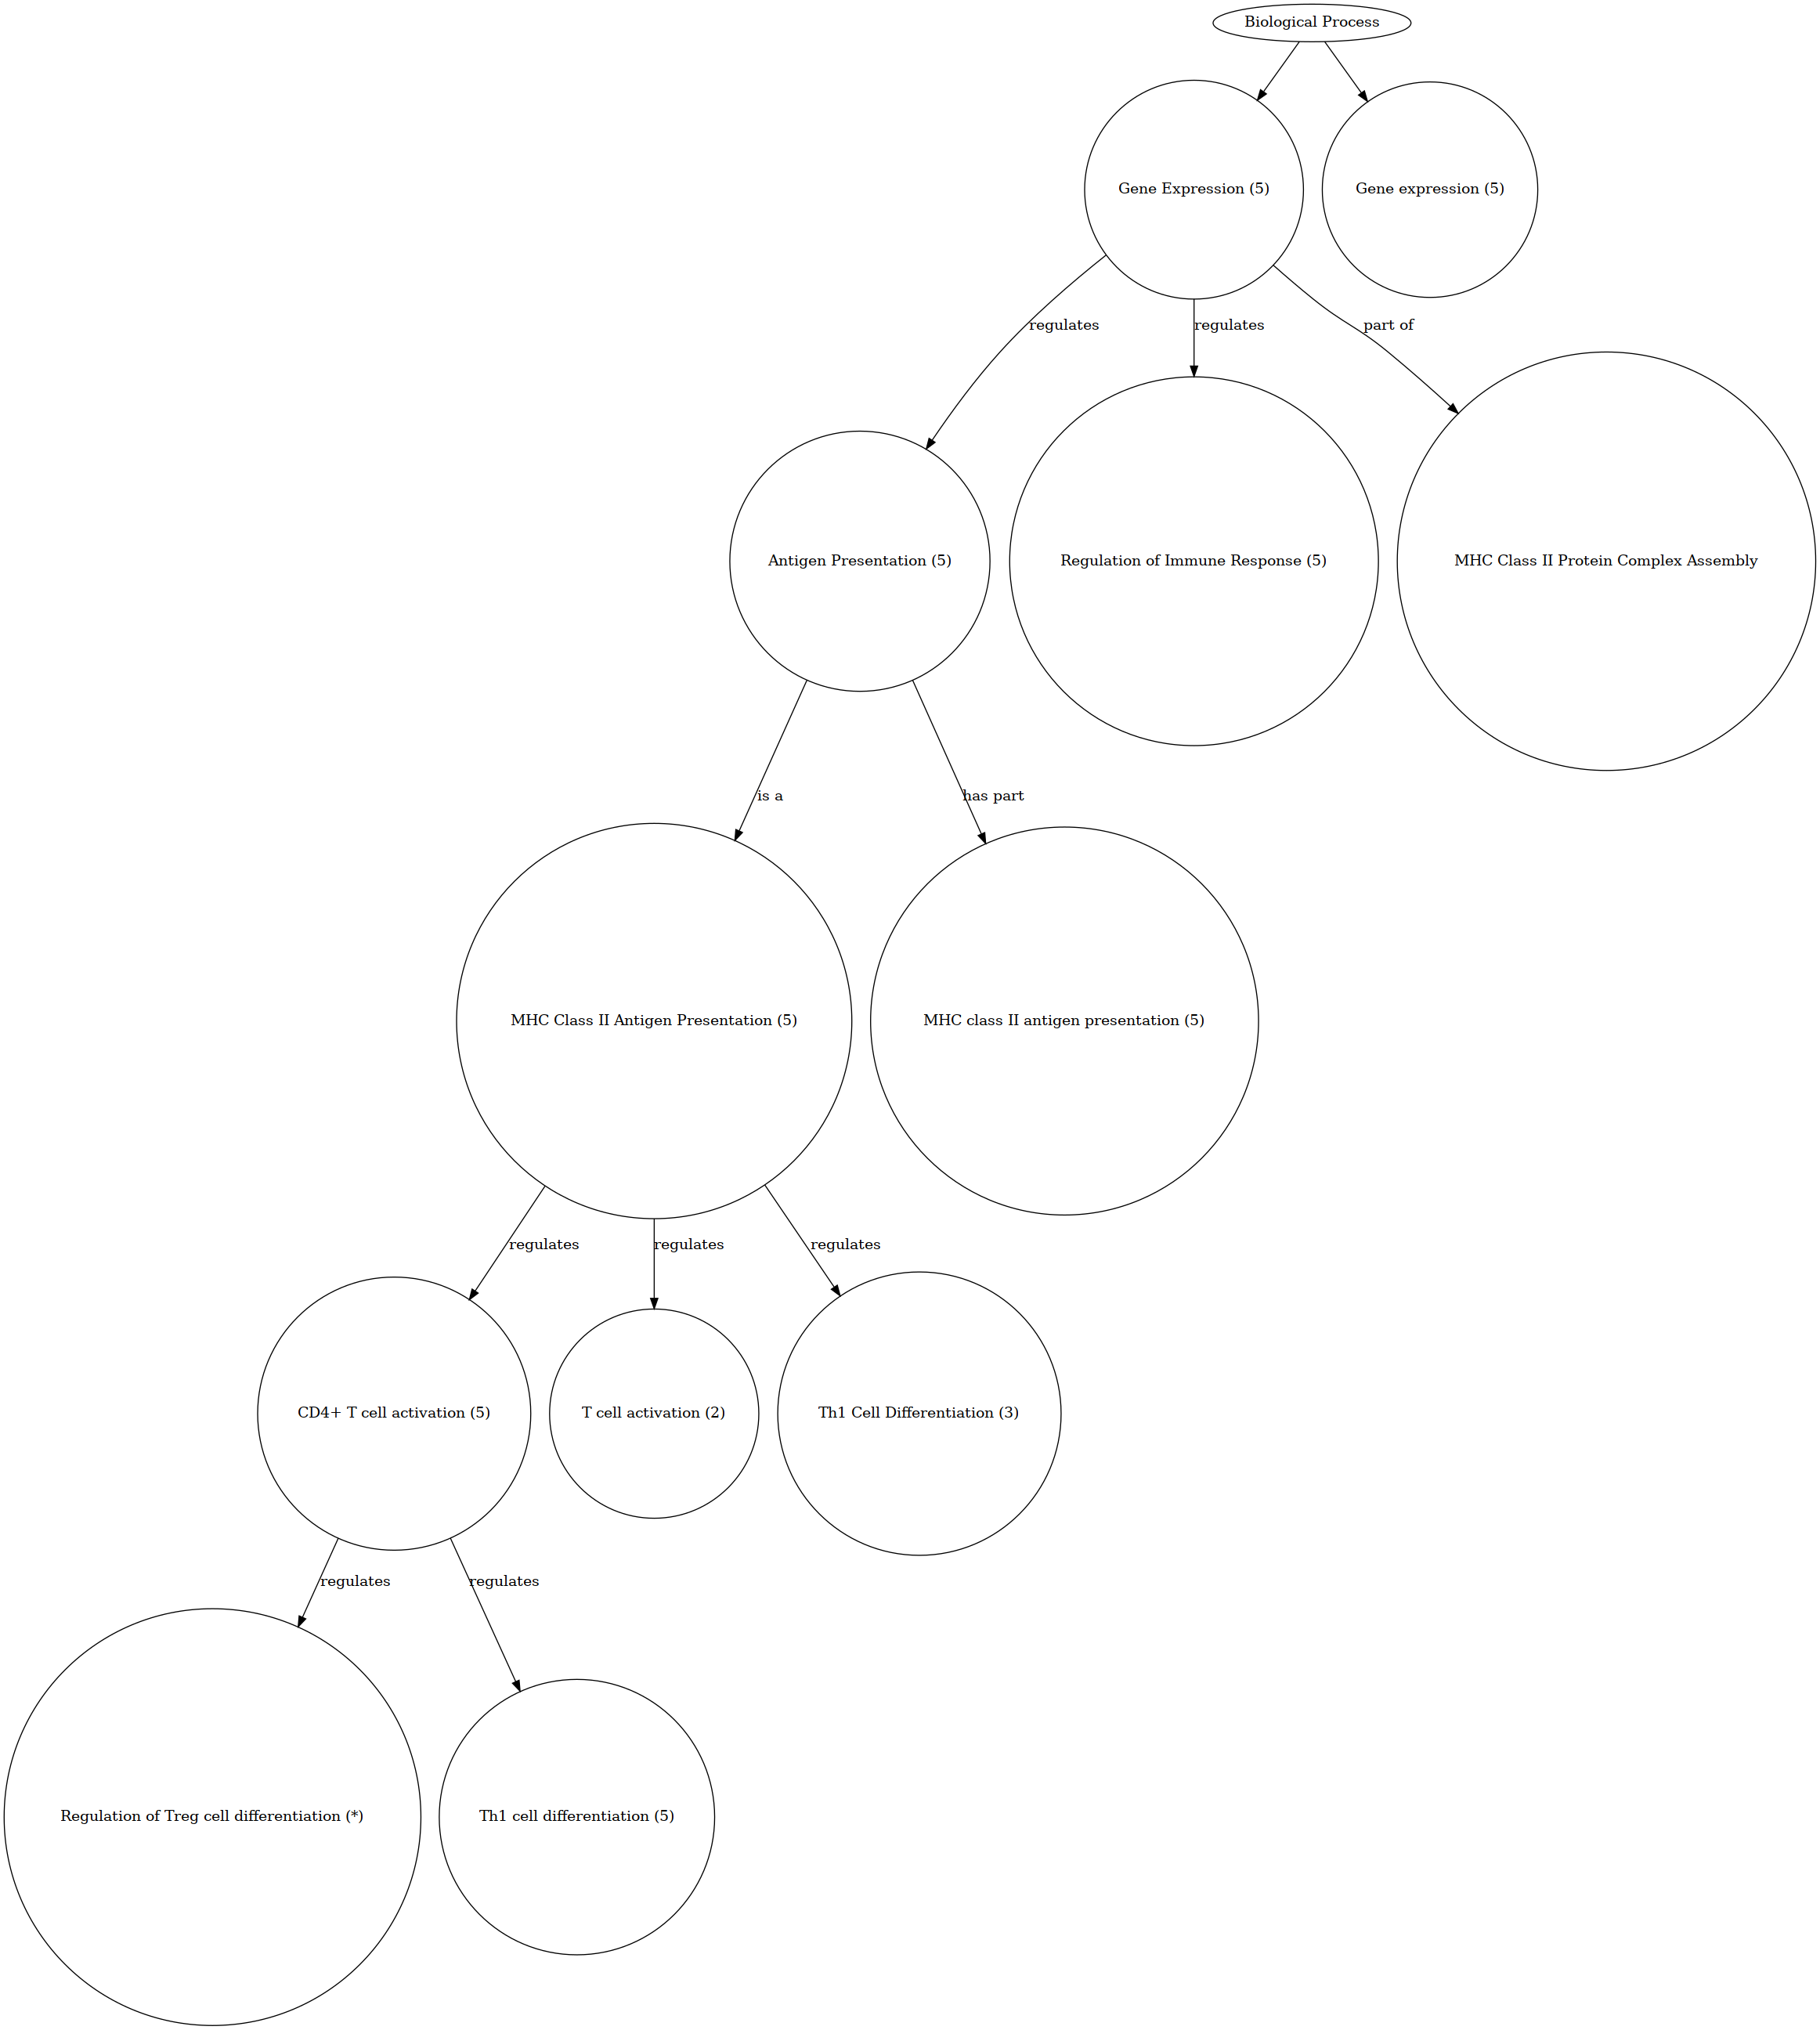 Biological Process
Gene Expression (5)
Gene expression (5)
regulates
regulates
part of
Antigen Presentation (5)
Regulation of Immune Response (5)
MHC Class II Protein Complex Assembly
is a
has part
MHC Class II Antigen Presentation (5)
MHC class II antigen presentation (5)
regulates
regulates
regulates
CD4+ T cell activation (5)
T cell activation (2)
Th1 Cell Differentiation (3)
regulates
regulates
Regulation of Treg cell differentiation (*)
Th1 cell differentiation (5)